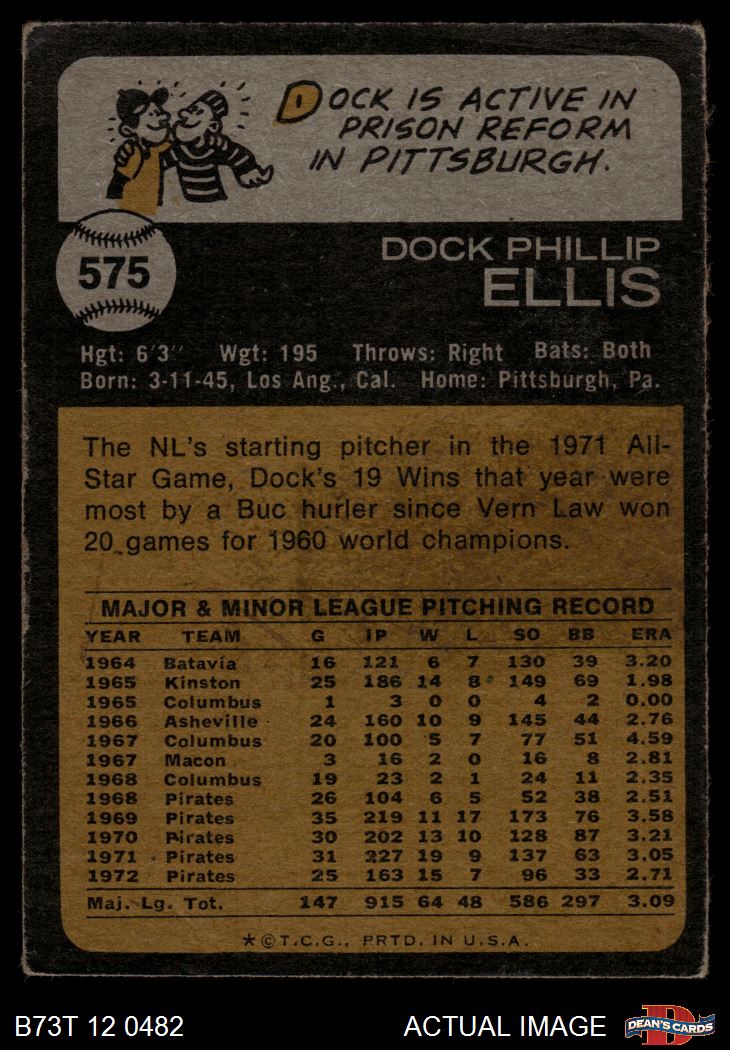 DOCK IS ACTIVE IN
PRISON REFORM
IN PITTSBURGH.
575
DOCK PHILLIP
ELLIS
Hgt: 6'3" Wgt: 195 Throws: Right Bats: Both
Born: 3-11-45, Los Ang., Cal. Home: Pittsburgh, Pa.
The NL's starting pitcher in the 1971 All-
Star Game, Dock's 19 Wins that year were
most by a Buc hurler since Vern Law won
20 games for 1960 world champions.
MAJOR & MINOR LEAGUE PITCHING RECORD
YEAR TEAM G IP W L SO BB ERA
1964 Batavia 16 121 6 7 130 39 3.20
1965 Kinston 25 186 14 8 149 69 1.98
1965 Columbus 1 3 0 0 4 2 0.00
1966 Asheville 24 160 10 9 145 44 2.76
1967 Columbus 20 100 5 7 77 51 4.59
1967 Macon 3 16 2 0 16 8 2.81
1968 Columbus 19 23 2 1 24 11 2.35
1968 Pirates 26 104 6 5 52 38 2.51
1969 Pirates 35 219 11 17 173 76 3.58
1970 Pirates 30 202 13 10 128 87 3.21
1971 Pirates 31 227 19 9 137 63 3.05
1972 Pirates 25 163 15 7 96 33 2.71
Maj. Lg. Tot. 147 915 64 48 586 297 3.09
*©T.C.G., PRTD. IN U.S.A.
B73T 12 0482 ACTUAL IMAGE D DEAN'S CARDS